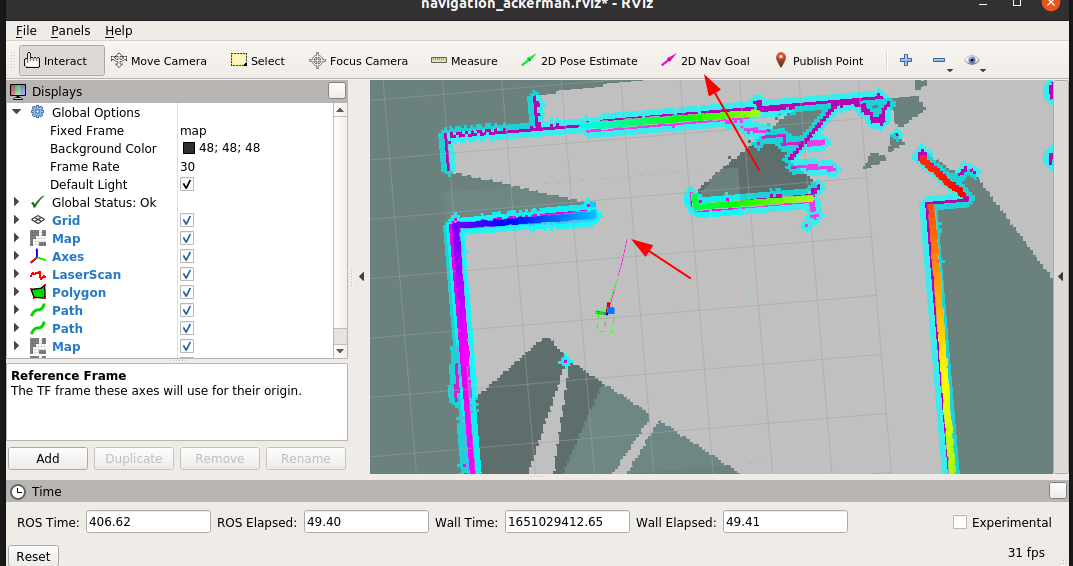 navigation_ackerman.rviz* - RViz
File Panels Help
Interact Move Camera Select Focus Camera Measure 2D Pose Estimate 2D Nav Goal Publish Point
Displays
Global Options
Fixed Frame map
Background Color 48; 48; 48
Frame Rate 30
Default Light
Global Status: Ok
Grid
Map
Axes
LaserScan
Polygon
Path
Path
Map
Reference Frame
The TF frame these axes will use for their origin.
Add Duplicate Remove Rename
Time
ROS Time: 406.62 ROS Elapsed: 49.40 Wall Time: 1651029412.65 Wall Elapsed: 49.41 Experimental
Reset 31 fps